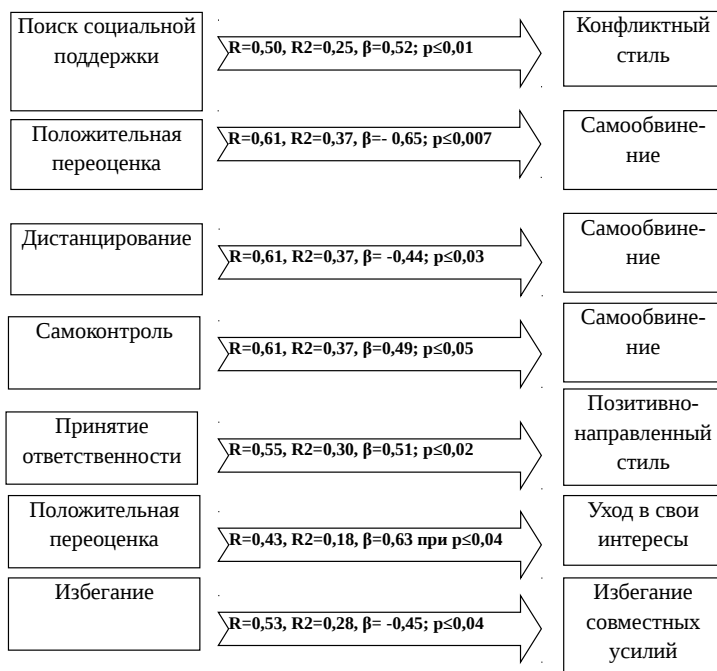 Поиск социальной
поддержки
R=0,50, R2=0,25, β=0,52; p≤0,01
Конфликтный
стиль
Положительная
переоценка
R=0,61, R2=0,37, β=- 0,65; p≤0,007
Самообвине-
ние
Дистанцирование
R=0,61, R2=0,37, β= -0,44; p≤0,03
Самообвине-
ние
Самоконтроль
R=0,61, R2=0,37, β=0,49; p≤0,05
Самообвине-
ние
Принятие
ответственности
R=0,55, R2=0,30, β=0,51; p≤0,02
Позитивно-
направленный
стиль
Положительная
переоценка
R=0,43, R2=0,18, β=0,63 при p≤0,04
Уход в свои
интересы
Избегание
R=0,53, R2=0,28, β= -0,45; p≤0,04
Избегание
совместных
усилий